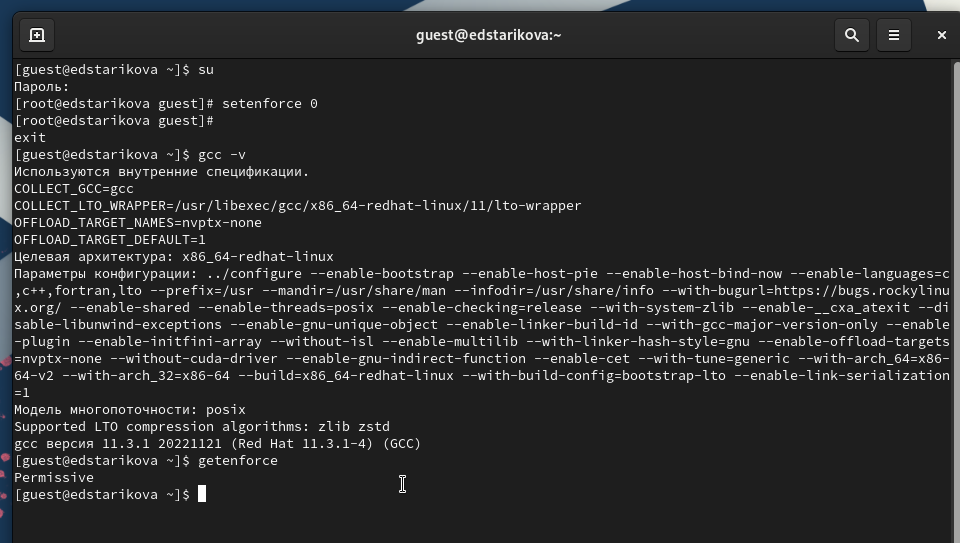 guest@edstarikova:~
[guest@edstarikova ~]$ su
Пароль:
[root@edstarikova guest]# setenforce 0
[root@edstarikova guest]#
exit
[guest@edstarikova ~]$ gcc -v
Используются внутренние спецификации.
COLLECT_GCC=gcc
COLLECT_LTO_WRAPPER=/usr/libexec/gcc/x86_64-redhat-linux/11/lto-wrapper
OFFLOAD_TARGET_NAMES=nvptx-none
OFFLOAD_TARGET_DEFAULT=1
Целевая архитектура: x86_64-redhat-linux
Параметры конфигурации: ../configure --enable-bootstrap --enable-host-pie --enable-host-bind-now --enable-languages=c
,c++,fortran,lto --prefix=/usr --mandir=/usr/share/man --infodir=/usr/share/info --with-bugurl=https://bugs.rockylinu
x.org/ --enable-shared --enable-threads=posix --enable-checking=release --with-system-zlib --enable-__cxa_atexit --di
sable-libunwind-exceptions --enable-gnu-unique-object --enable-linker-build-id --with-gcc-major-version-only --enable
-plugin --enable-initfini-array --without-isl --enable-multilib --with-linker-hash-style=gnu --enable-offload-targets
=nvptx-none --without-cuda-driver --enable-gnu-indirect-function --enable-cet --with-tune=generic --with-arch_64=x86-
64-v2 --with-arch_32=x86-64 --build=x86_64-redhat-linux --with-build-config=bootstrap-lto --enable-link-serialization
=1
Модель многопоточности: posix
Supported LTO compression algorithms: zlib zstd
gcc версия 11.3.1 20221121 (Red Hat 11.3.1-4) (GCC)
[guest@edstarikova ~]$ getenforce
Permissive
[guest@edstarikova ~]$